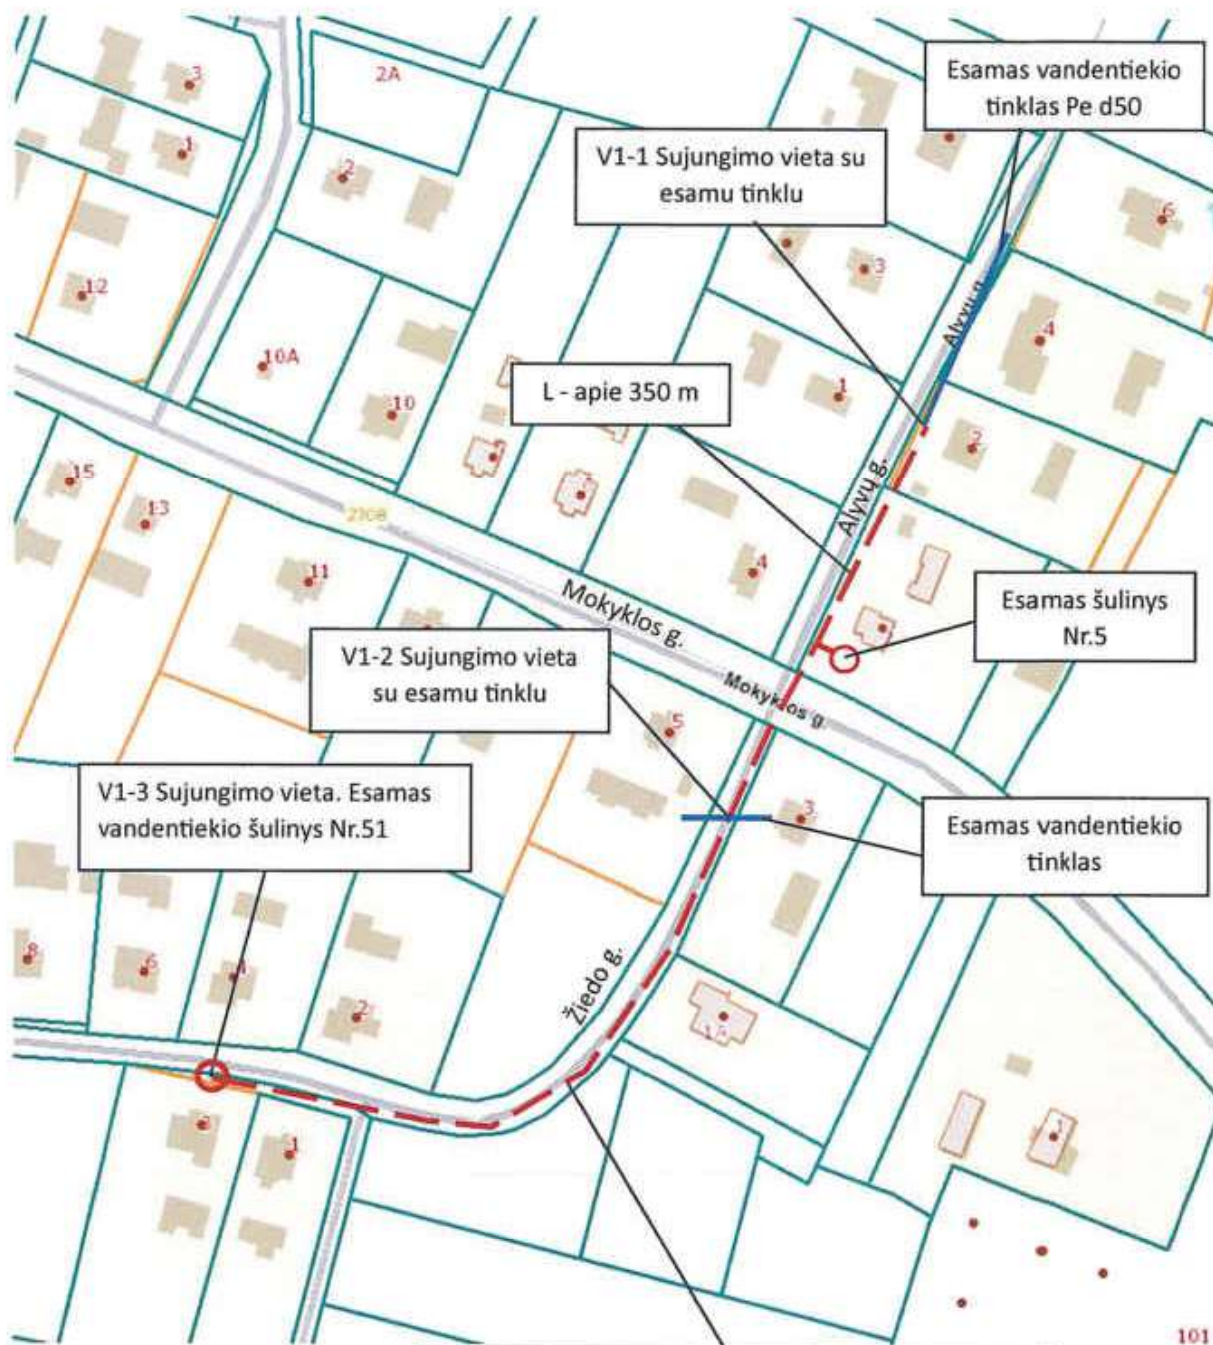 2A
3
1
2
12
10A
10
15
13
11
Esamas vandentiekio
tinklas Pe d50
V1-1 Sujungimo vieta su
esamu tinklu
6
3
Alyvų g.
4
1
L - apie 350 m
2
Alyvų g.
2308
4
Mokyklos g.
Esamas šulinys
Nr.5
V1-2 Sujungimo vieta
su esamu tinklu
Mokyklos g.
5
V1-3 Sujungimo vieta. Esamas
vandentiekio šulinys Nr.51
3
Esamas vandentiekio
tinklas
8
6
4
2
Žiedo g.
3
1
1
101